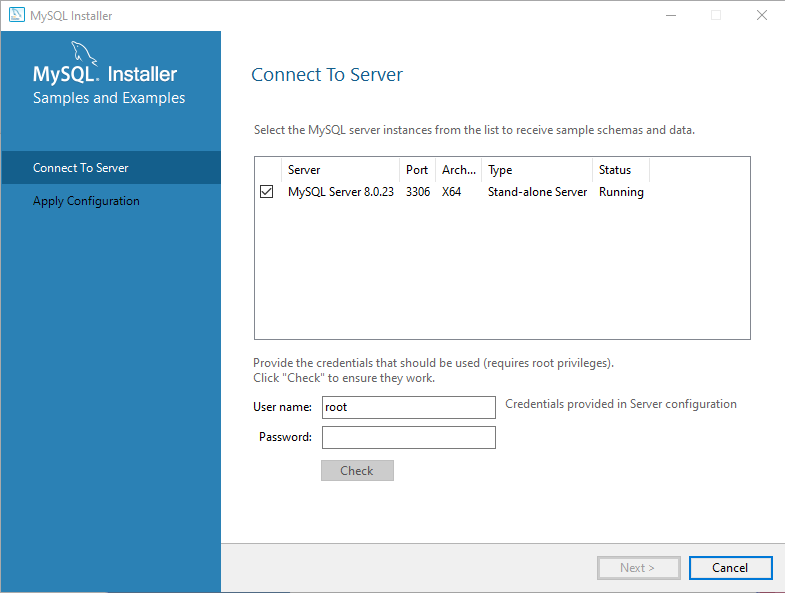 MySQL Installer
MySQL. Installer
Samples and Examples
Connect To Server
Apply Configuration
Connect To Server
Select the MySQL server instances from the list to receive sample schemas and data.
Server Port Arch... Type Status
MySQL Server 8.0.23 3306 X64 Stand-alone Server Running
Provide the credentials that should be used (requires root privileges).
Click "Check" to ensure they work.
User name: root Credentials provided in Server configuration
Password:
Check
Next > Cancel